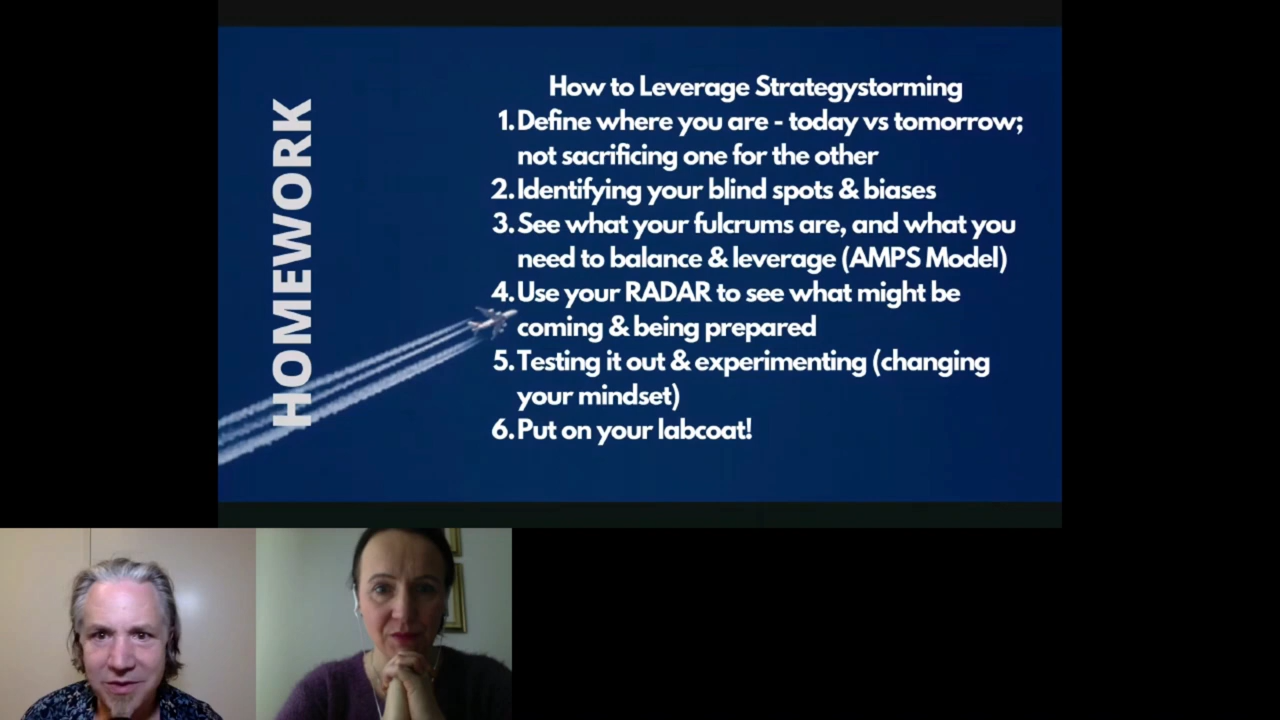 HOMEWORK
How to Leverage Strategystorming
1. Define where you are - today vs tomorrow;
not sacrificing one for the other
2. Identifying your blind spots & biases
3. See what your fulcrums are, and what you
need to balance & leverage (AMPS Model)
4. Use your RADAR to see what might be
coming & being prepared
5. Testing it out & experimenting (changing
your mindset)
6. Put on your labcoat!